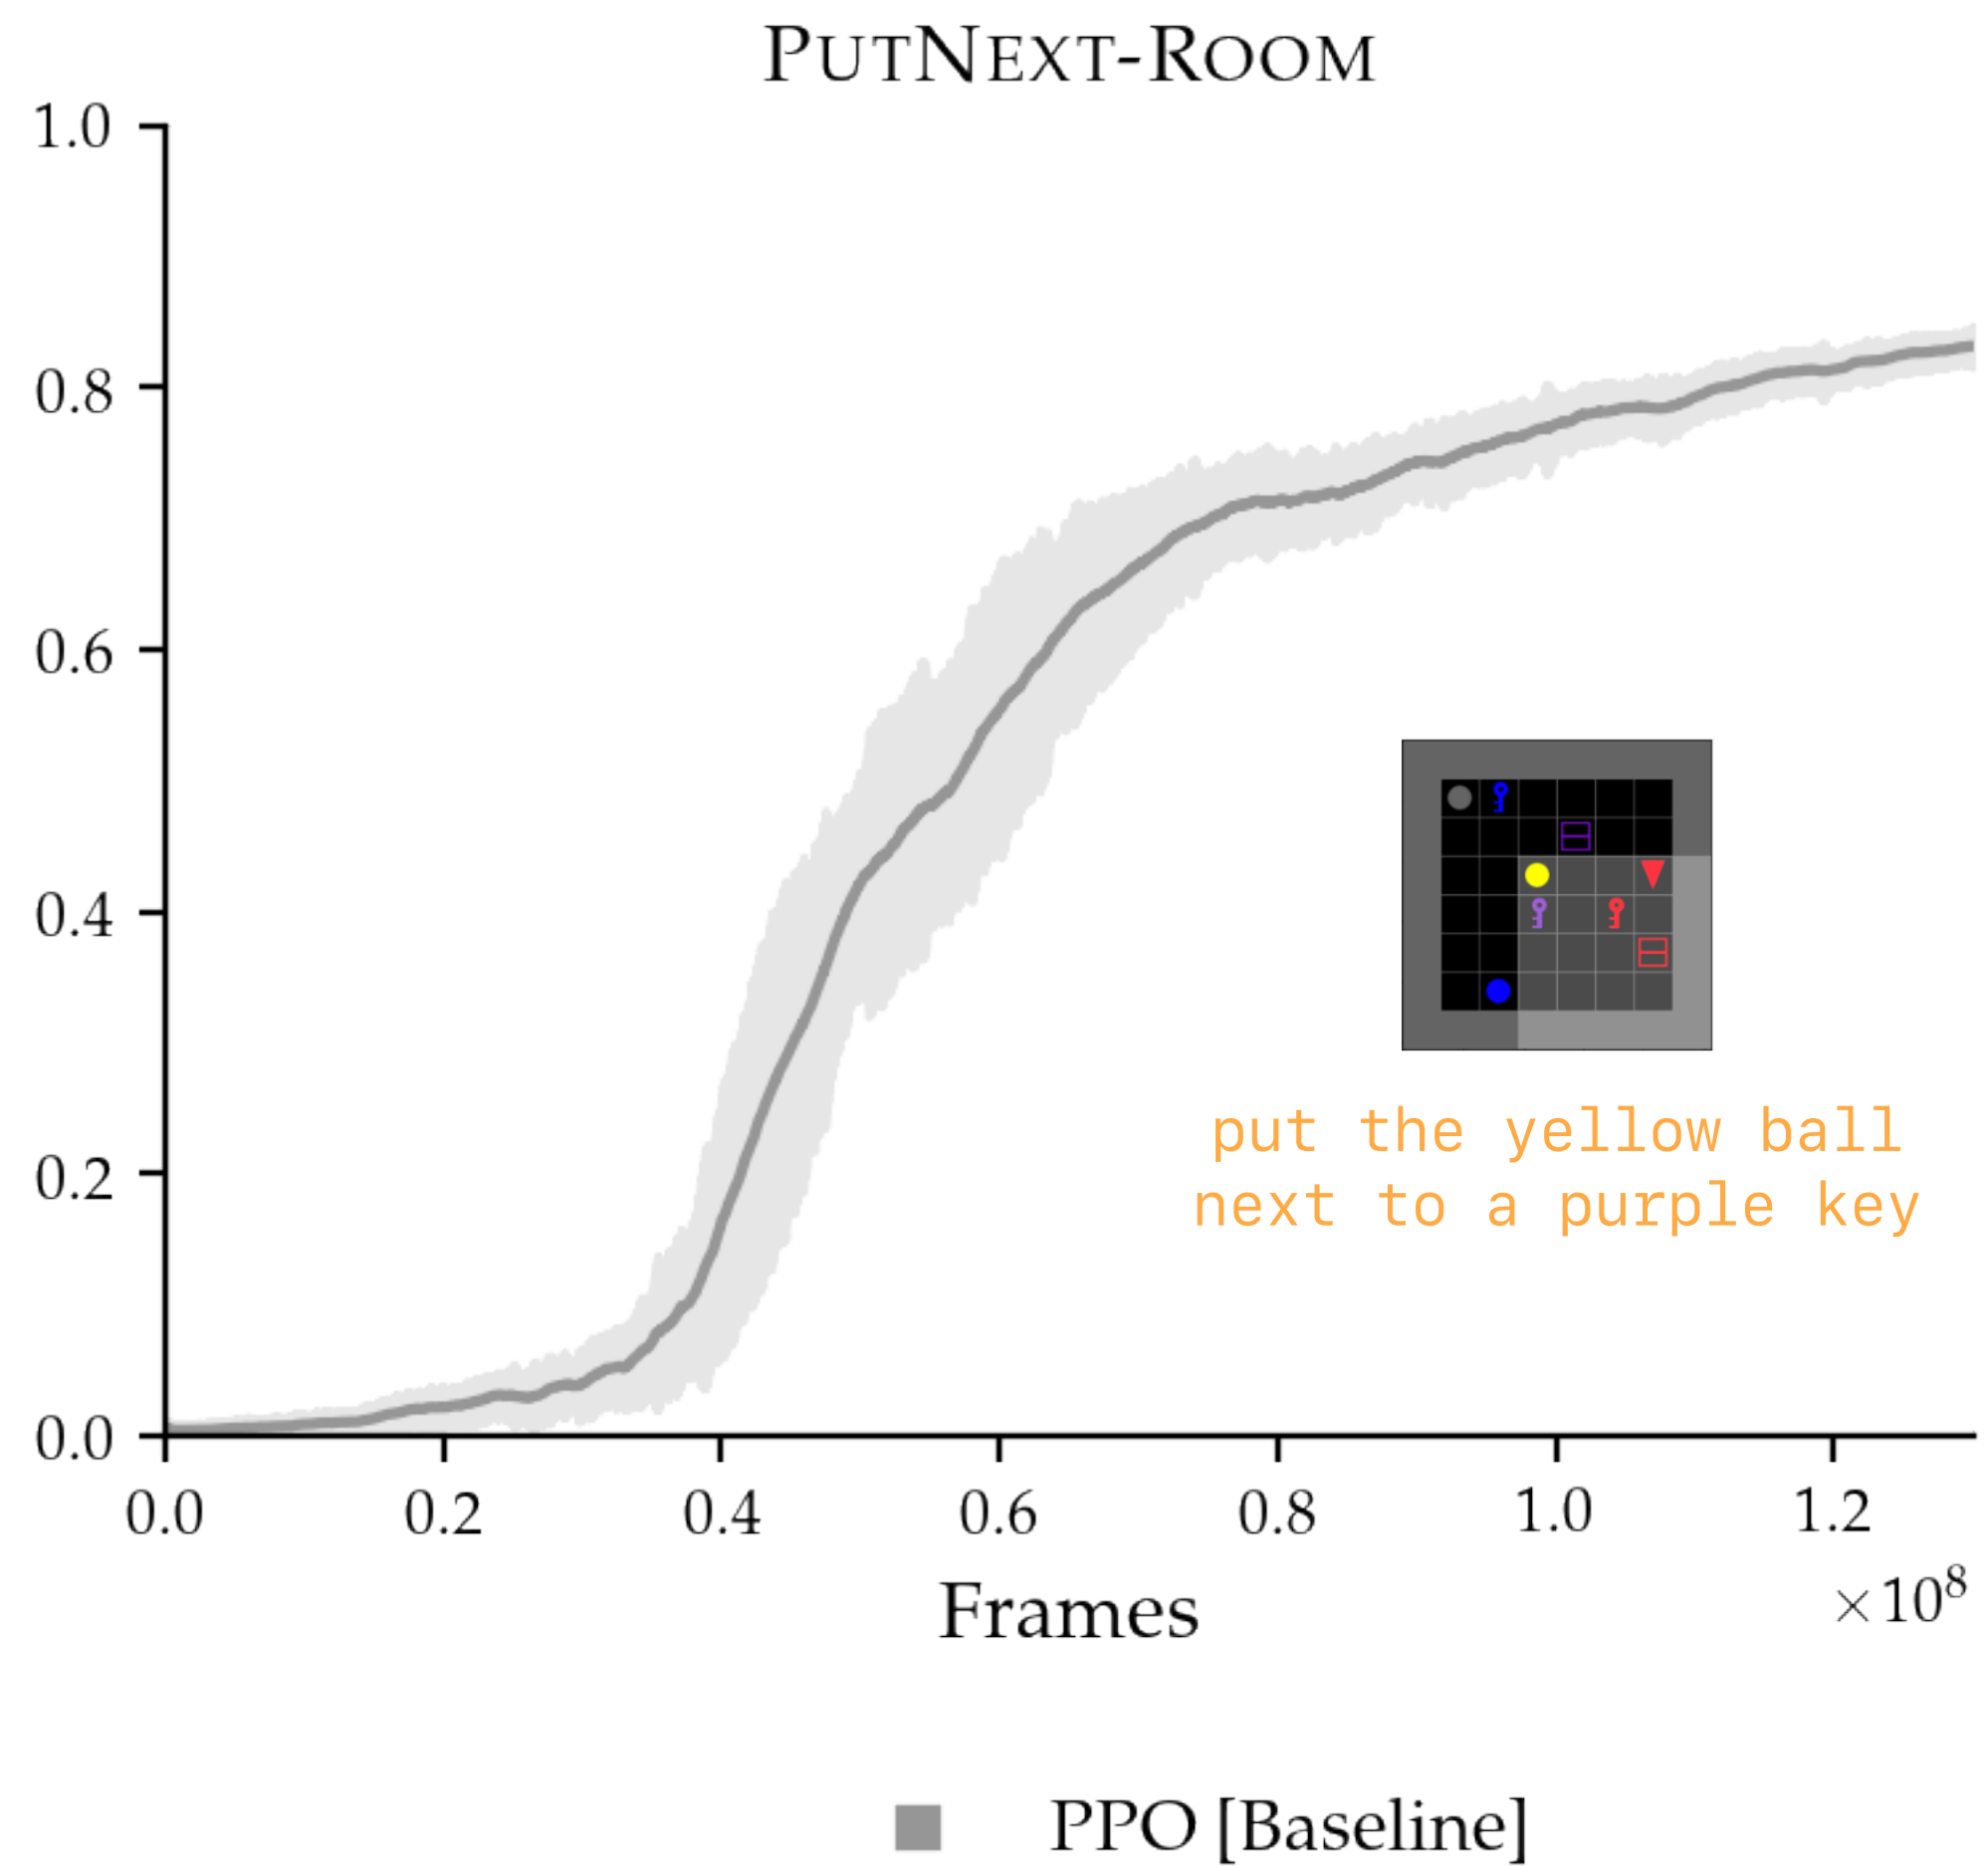 PUTNEXT-ROOM
1.0
0.8
0.6
0.4
0.2
0.0
put the yellow ball
next to a purple key
0.0 0.2 0.4 0.6 0.8 1.0 1.2
×10⁸
Frames
PPO [Baseline]